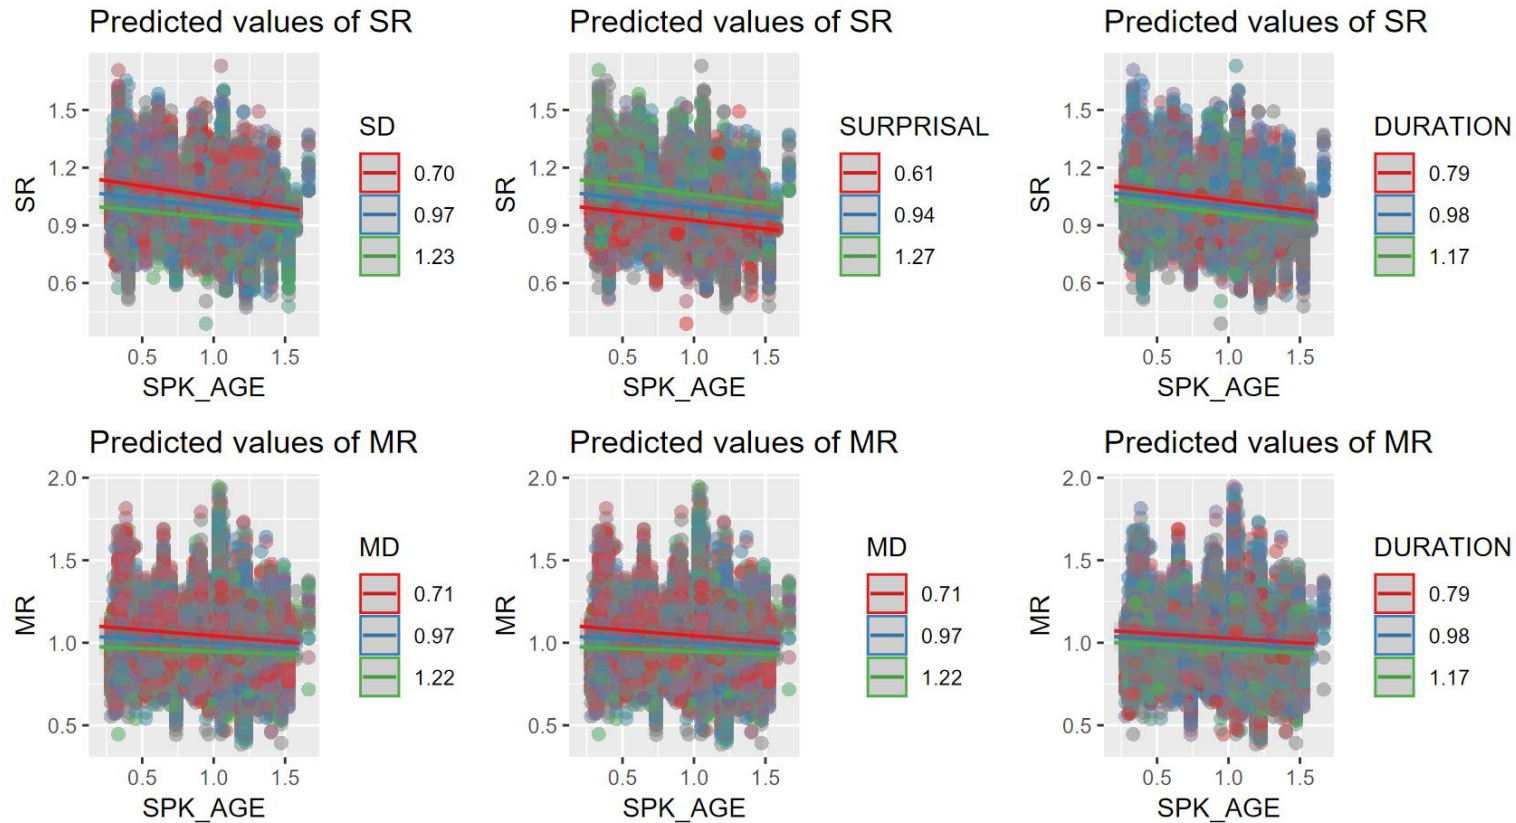 Predicted values of SR
SR
1.5
1.2
0.9
0.6
0.5 1.0 1.5
SPK_AGE
SD
0.70
0.97
1.23
Predicted values of SR
SR
1.5
1.2
0.9
0.6
0.5 1.0 1.5
SPK_AGE
SURPRISAL
0.61
0.94
1.27
Predicted values of SR
SR
1.5
1.2
0.9
0.6
0.5 1.0 1.5
SPK_AGE
DURATION
0.79
0.98
1.17
Predicted values of MR
MR
2.0
1.5
1.0
0.5
0.5 1.0 1.5
SPK_AGE
MD
0.71
0.97
1.22
Predicted values of MR
MR
2.0
1.5
1.0
0.5
0.5 1.0 1.5
SPK_AGE
MD
0.71
0.97
1.22
Predicted values of MR
MR
2.0
1.5
1.0
0.5
0.5 1.0 1.5
SPK_AGE
DURATION
0.79
0.98
1.17